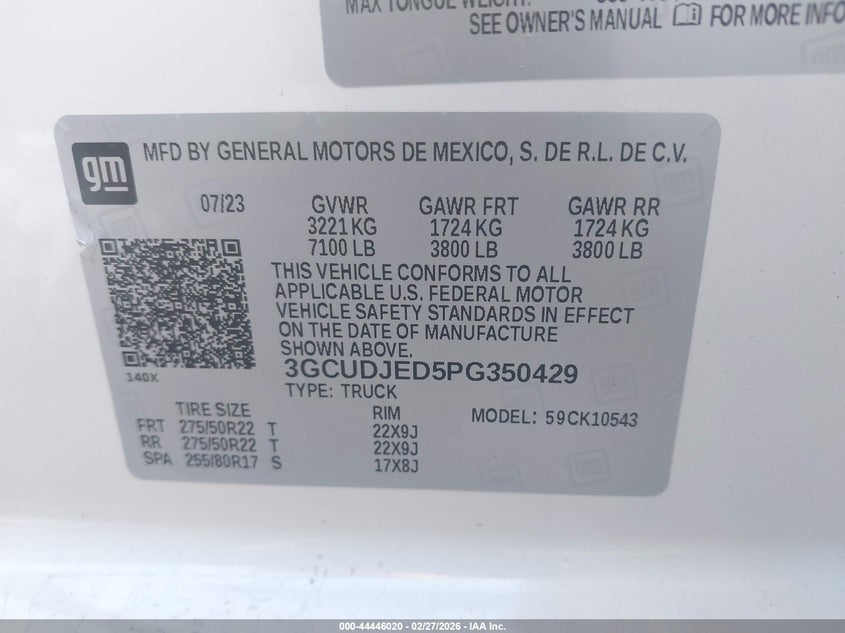 MAX TONGUE WEIGHT:
SEE OWNER'S MANUAL FOR MORE INFO
gm
MFD BY GENERAL MOTORS DE MEXICO, S. DE R.L. DE C.V.
07/23 GVWR GAWR FRT GAWR RR
3221 KG 1724 KG 1724 KG
7100 LB 3800 LB 3800 LB
THIS VEHICLE CONFORMS TO ALL
APPLICABLE U.S. FEDERAL MOTOR
VEHICLE SAFETY STANDARDS IN EFFECT
ON THE DATE OF MANUFACTURE
SHOWN ABOVE.
140X
3GCUDJED5PG350429
TYPE: TRUCK
TIRE SIZE RIM MODEL: 59CK10543
FRT 275/50R22 T 22X9J
RR 275/50R22 T 22X9J
SPA 255/80R17 S 17X8J
000-44446020 - 02/27/2026 - IAA Inc.